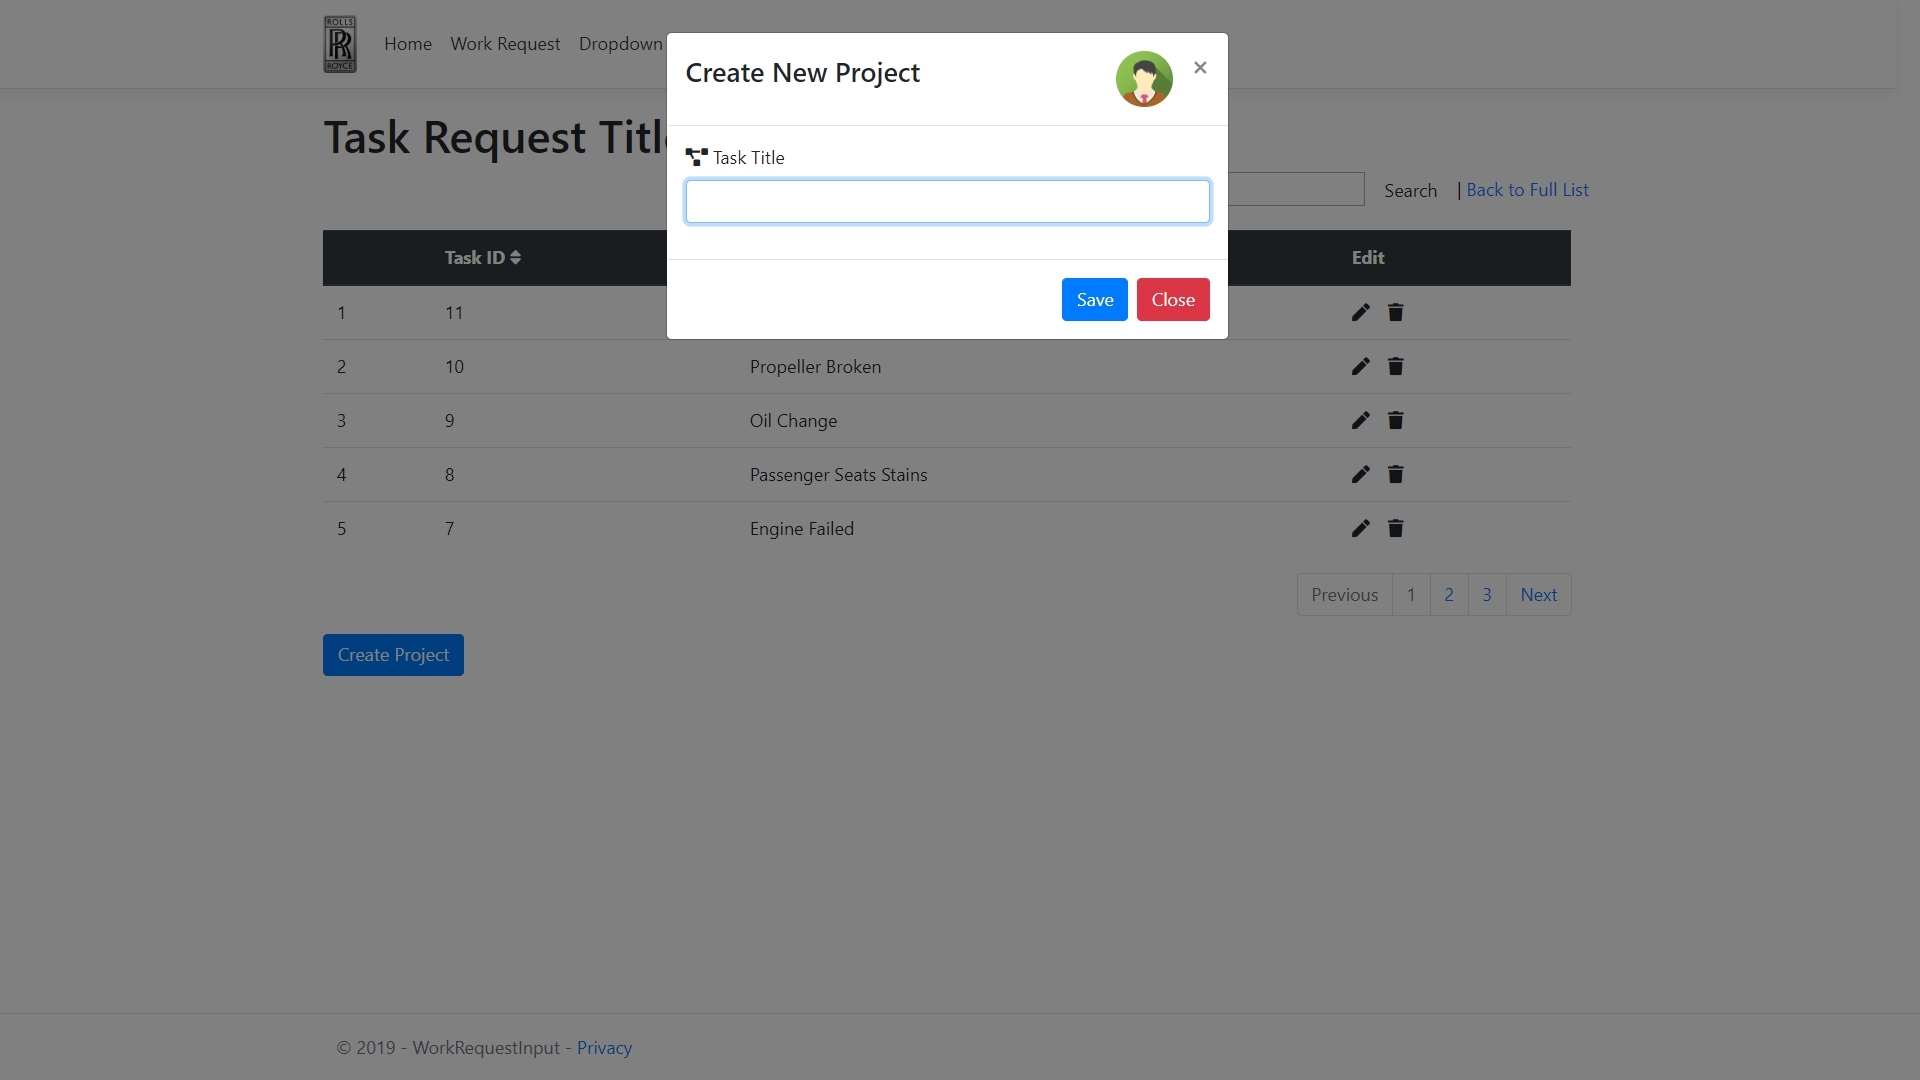 ROLLS
RR
ROYCE
Home Work Request Dropdown
Create New Project ×
Task Request Title
Task Title
Search | Back to Full List
Task ID Edit
Save Close
1 11
2 10 Propeller Broken
3 9 Oil Change
4 8 Passenger Seats Stains
5 7 Engine Failed
Previous 1 2 3 Next
Create Project
© 2019 - WorkRequestInput - Privacy